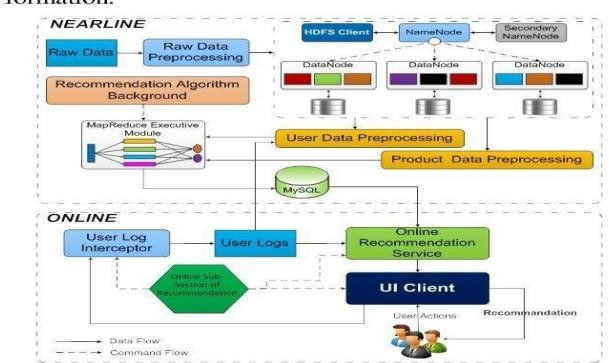 formation.
NEARLINE
HDFS Client
NameNode
Secondary
NameNode
Raw Data
Raw Data
Preprocessing
DataNode
DataNode
DataNode
Recommendation Algorithm
Background
MapReduce Executive
Module
User Data Preprocessing
Product Data Preprocessing
MySQL
ONLINE
User Log
Interceptor
User Logs
Online
Recommendation
Service
Online Sub-
Section of
Recommendation
UI Client
User Actions
Recommandation
Data Flow
Command Flow